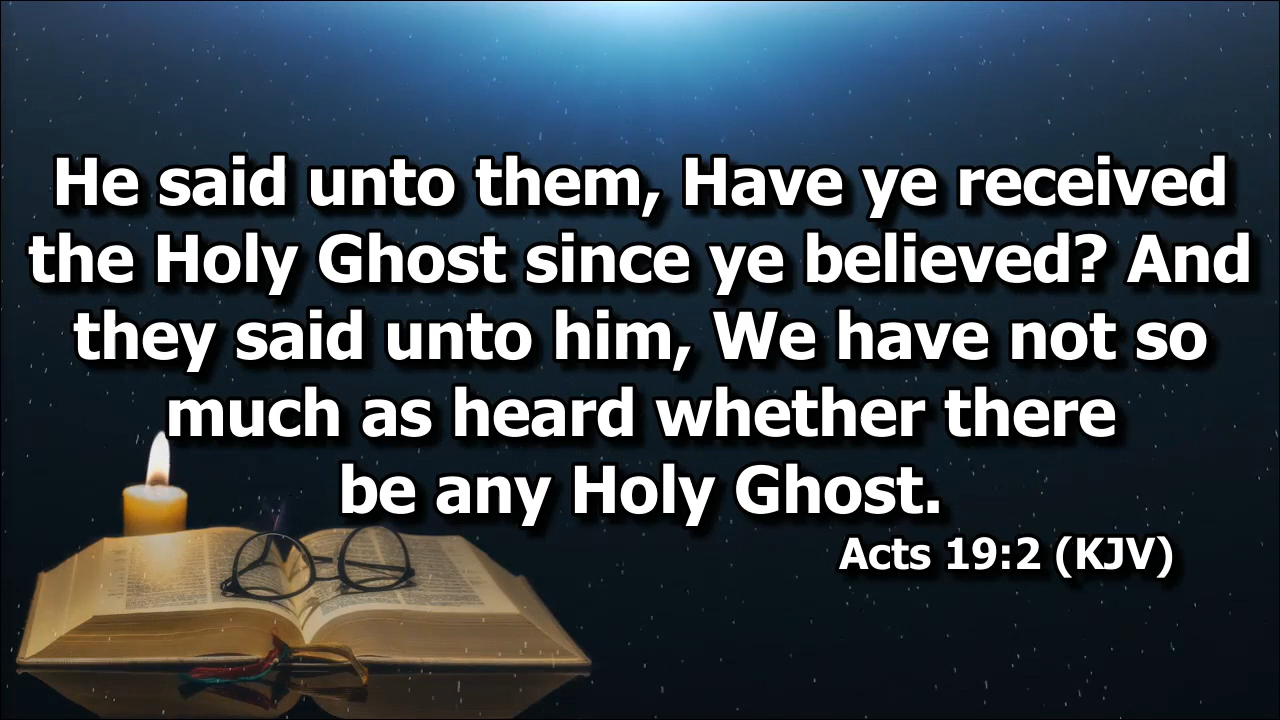 He said unto them, Have ye received
the Holy Ghost since ye believed? And
they said unto him, We have not so
much as heard whether there
be any Holy Ghost.
Acts 19:2 (KJV)